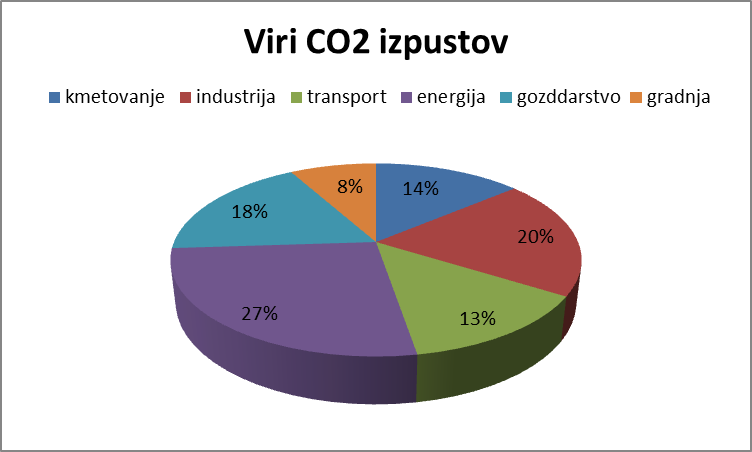 Viri CO2 izpustov
kmetovanje industrija transport energija gozddarstvo gradnja
8% 14%
18%
20%
27%
13%